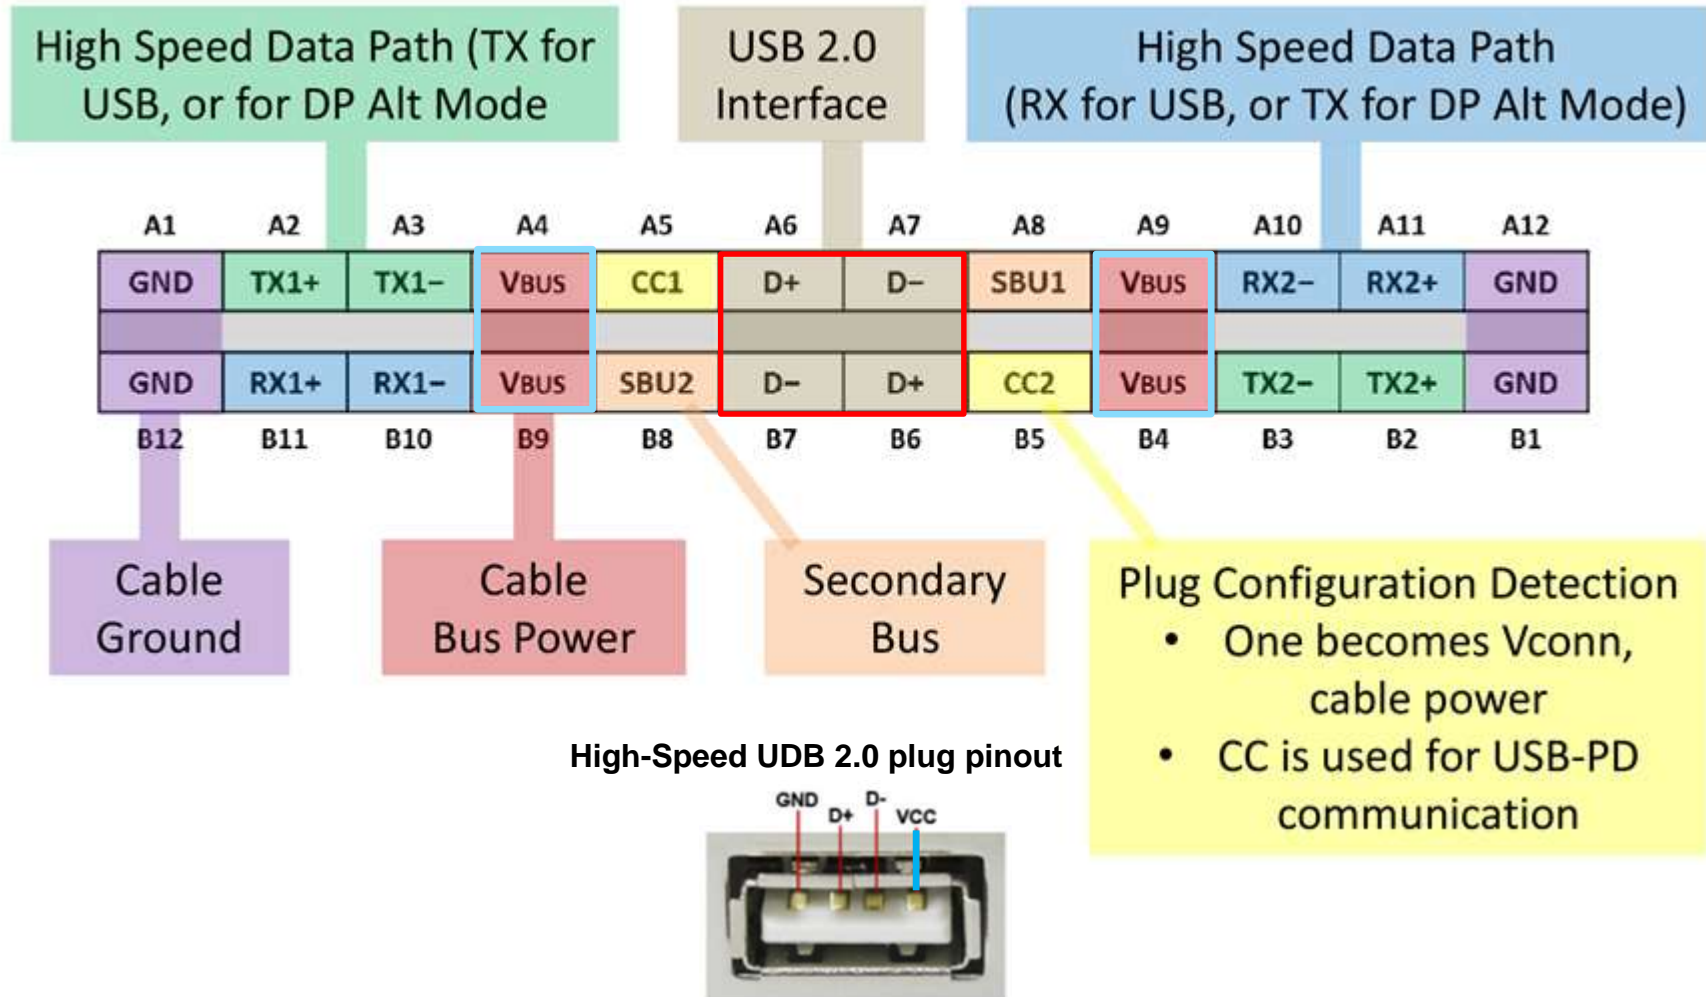 High Speed Data Path (TX for
USB, or for DP Alt Mode
USB 2.0
Interface
High Speed Data Path
(RX for USB, or TX for DP Alt Mode)
A1 A2 A3 A4 A5 A6 A7 A8 A9 A10 A11 A12
GND TX1+ TX1− VBUS CC1 D+ D− SBU1 VBUS RX2− RX2+ GND
GND RX1+ RX1− VBUS SBU2 D− D+ CC2 VBUS TX2− TX2+ GND
B12 B11 B10 B9 B8 B7 B6 B5 B4 B3 B2 B1
Cable
Ground
Cable
Bus Power
Secondary
Bus
Plug Configuration Detection
• One becomes Vconn,
cable power
• CC is used for USB-PD
communication
High-Speed UDB 2.0 plug pinout
GND D+ D- VCC